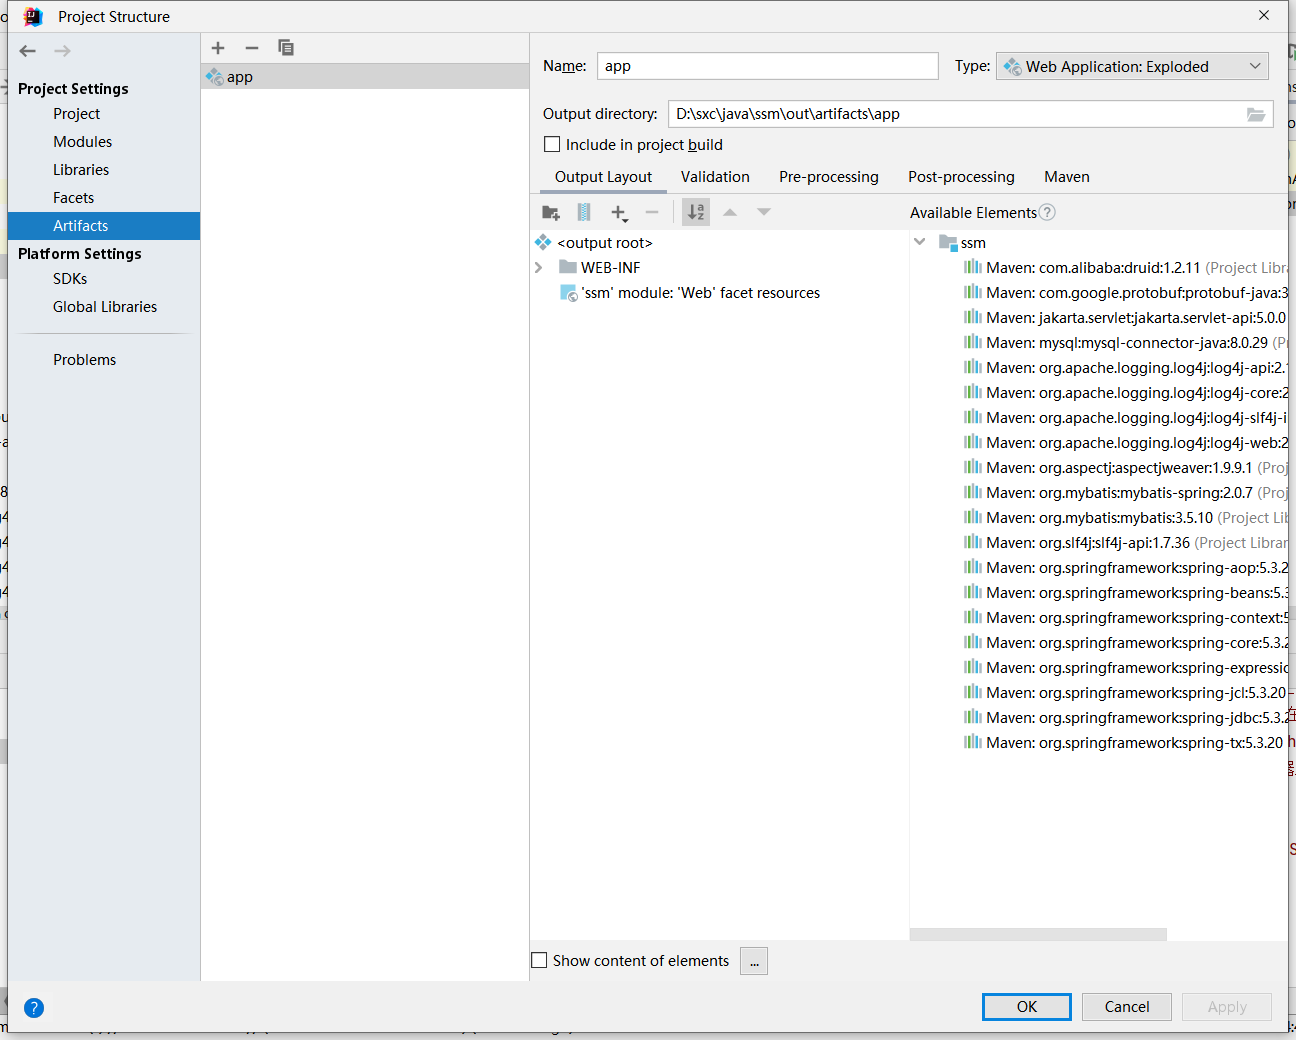 Project Structure
Project Settings
Project
Modules
Libraries
Facets
Artifacts
Platform Settings
SDKs
Global Libraries
Problems
app
Name: app
Type: Web Application: Exploded
Output directory: D:\sxc\java\ssm\out\artifacts\app
Include in project build
Output Layout Validation Pre-processing Post-processing Maven
Available Elements
<output root>
WEB-INF
'ssm' module: 'Web' facet resources
ssm
Maven: com.alibaba:druid:1.2.11 (Project Libra
Maven: com.google.protobuf:protobuf-java:3
Maven: jakarta.servlet:jakarta.servlet-api:5.0.0
Maven: mysql:mysql-connector-java:8.0.29 (P
Maven: org.apache.logging.log4j:log4j-api:2.
Maven: org.apache.logging.log4j:log4j-core:2
Maven: org.apache.logging.log4j:log4j-slf4j-i
Maven: org.apache.logging.log4j:log4j-web:2
Maven: org.aspectj:aspectjweaver:1.9.9.1 (Proj
Maven: org.mybatis:mybatis-spring:2.0.7 (Proj
Maven: org.mybatis:mybatis:3.5.10 (Project Lib
Maven: org.slf4j:slf4j-api:1.7.36 (Project Librar
Maven: org.springframework:spring-aop:5.3.2
Maven: org.springframework:spring-beans:5.3
Maven: org.springframework:spring-context:5
Maven: org.springframework:spring-core:5.3.2
Maven: org.springframework:spring-expressio
Maven: org.springframework:spring-jcl:5.3.20
Maven: org.springframework:spring-jdbc:5.3.2
Maven: org.springframework:spring-tx:5.3.20
Show content of elements ...
OK Cancel Apply